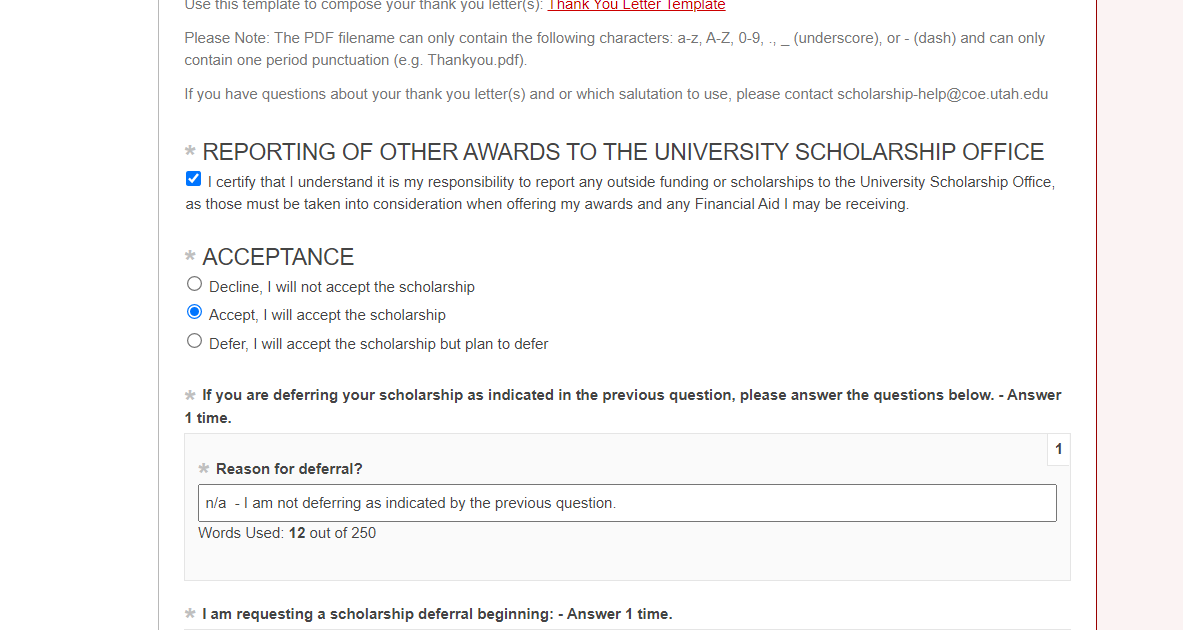 Use this template to compose your thank you letter(s): Thank You Letter Template
Please Note: The PDF filename can only contain the following characters: a-z, A-Z, 0-9, ., _ (underscore), or - (dash) and can only
contain one period punctuation (e.g. Thankyou.pdf).
If you have questions about your thank you letter(s) and or which salutation to use, please contact scholarship-help@coe.utah.edu
* REPORTING OF OTHER AWARDS TO THE UNIVERSITY SCHOLARSHIP OFFICE
I certify that I understand it is my responsibility to report any outside funding or scholarships to the University Scholarship Office,
as those must be taken into consideration when offering my awards and any Financial Aid I may be receiving.
* ACCEPTANCE
Decline, I will not accept the scholarship
Accept, I will accept the scholarship
Defer, I will accept the scholarship but plan to defer
* If you are deferring your scholarship as indicated in the previous question, please answer the questions below. - Answer
1 time.
1
* Reason for deferral?
n/a  - I am not deferring as indicated by the previous question.
Words Used: 12 out of 250
* I am requesting a scholarship deferral beginning: - Answer 1 time.